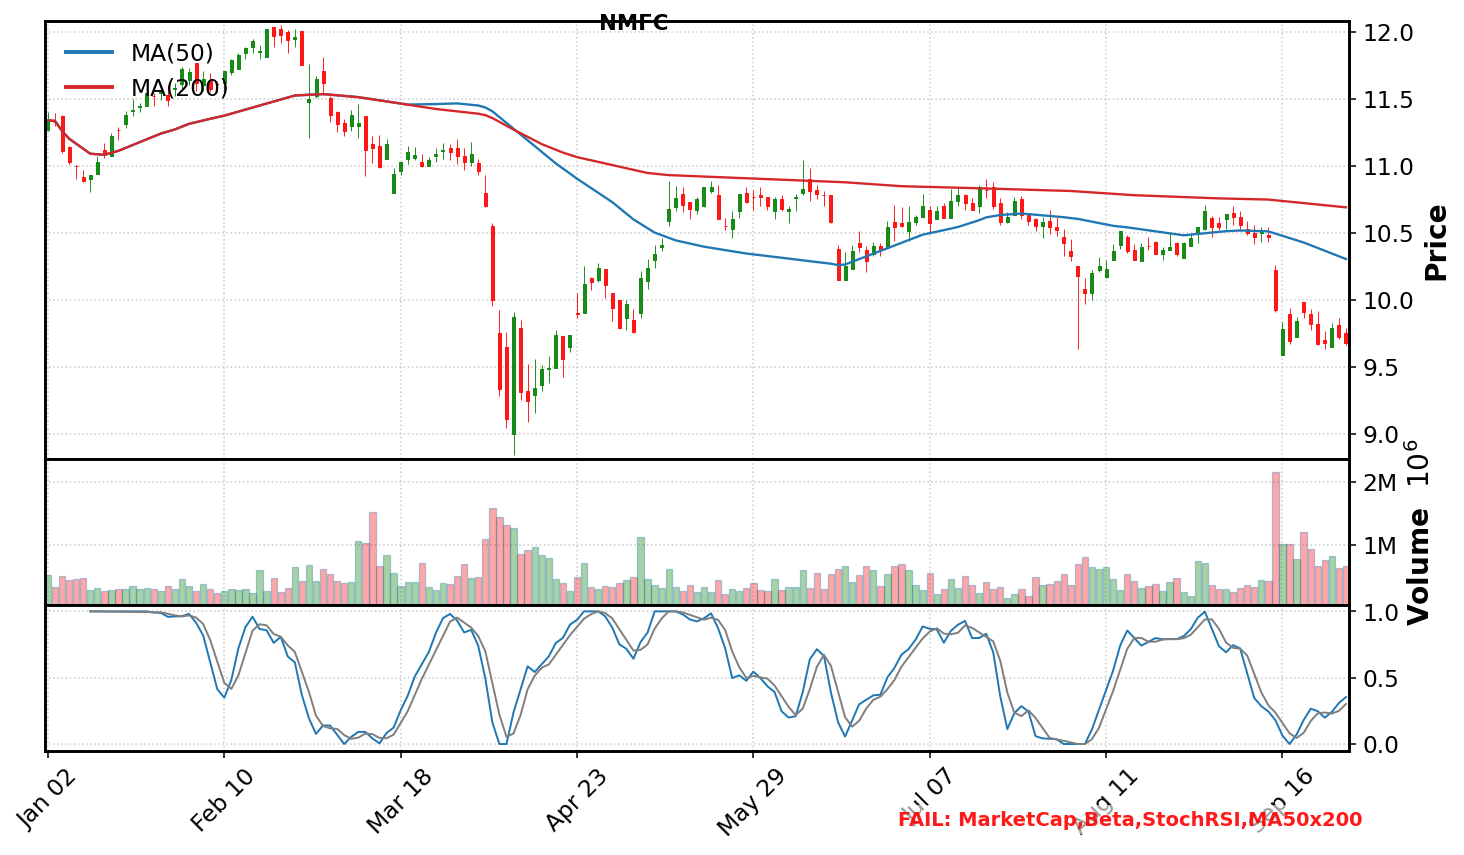 NMFC
MA(50)
MA(200)
12.0
11.5
11.0
10.5
10.0
9.5
9.0
Price
2M
1M
Volume 10⁶
1.0
0.5
0.0
Jan 02
Feb 10
Mar 18
Apr 23
May 29
Jul 07
Aug 11
Sep 16
FAIL: MarketCap,Beta,StochRSI,MA50x200